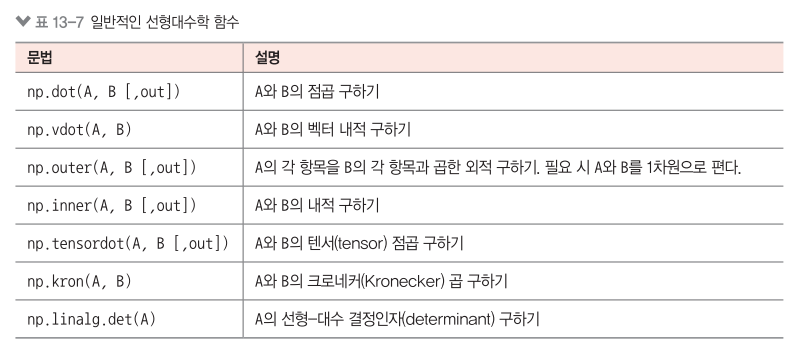 표 13-7 일반적인 선형대수학 함수
문법 설명
np.dot(A, B [,out]) A와 B의 점곱 구하기
np.vdot(A, B) A와 B의 벡터 내적 구하기
np.outer(A, B [,out]) A의 각 항목을 B의 각 항목과 곱한 외적 구하기. 필요 시 A와 B를 1차원으로 편다.
np.inner(A, B [,out]) A와 B의 내적 구하기
np.tensordot(A, B [,out]) A와 B의 텐서(tensor) 점곱 구하기
np.kron(A, B) A와 B의 크로네커(Kronecker) 곱 구하기
np.linalg.det(A) A의 선형-대수 결정인자(determinant) 구하기